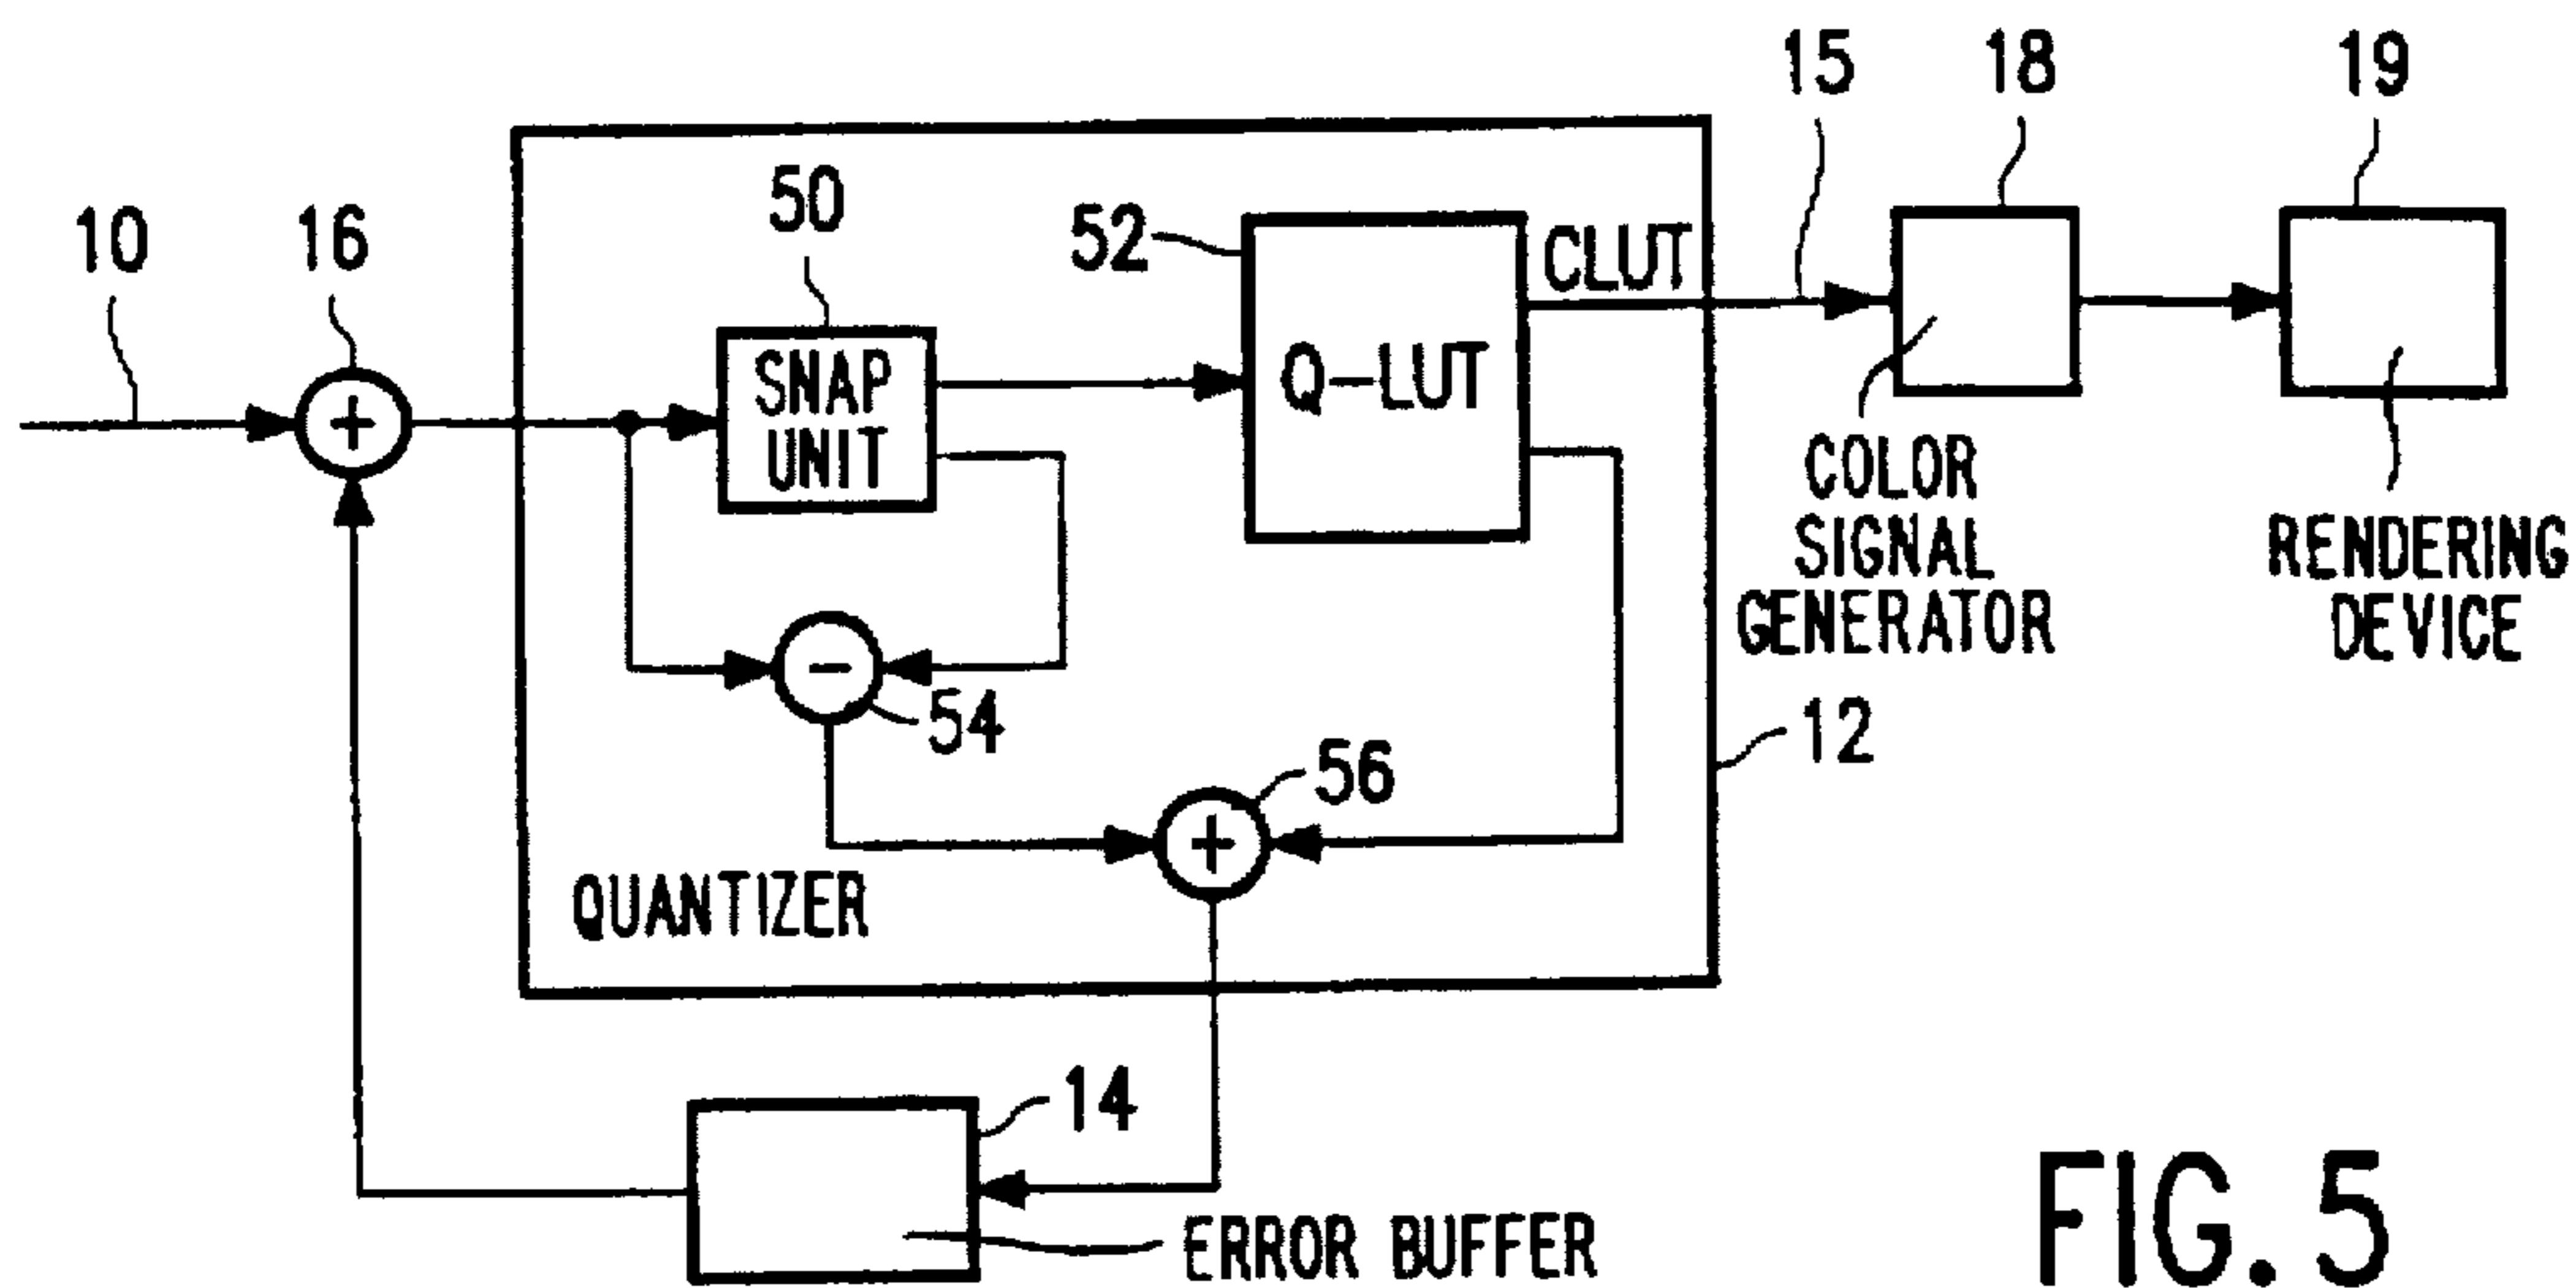 10
16
50
SNAP
UNIT
52
Q-LUT
CLUT
15
18
19
COLOR
SIGNAL
GENERATOR
RENDERING
DEVICE
+
-
54
+
56
12
QUANTIZER
14
ERROR BUFFER
FIG. 5